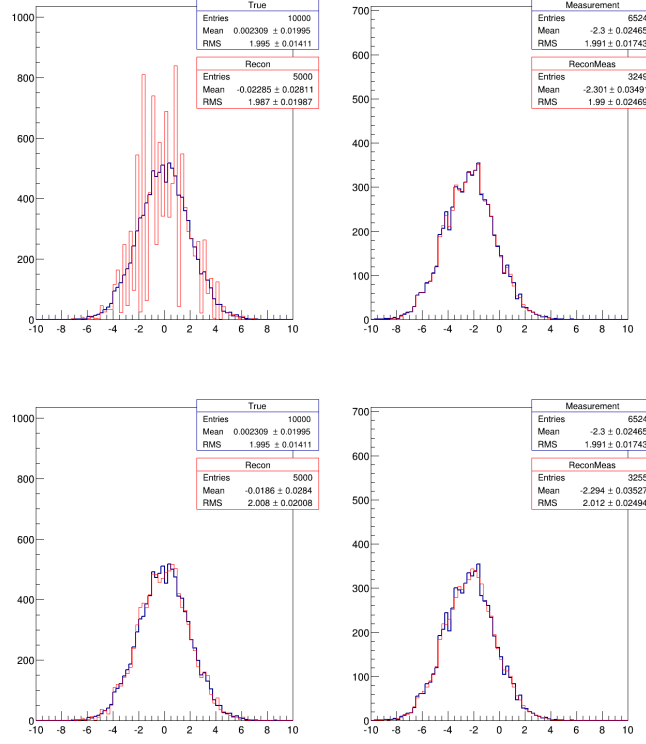 True
Entries 10000
Mean 0.002309 ± 0.01995
RMS 1.995 ± 0.01411
Recon
Entries 5000
Mean -0.02285 ± 0.02811
RMS 1.987 ± 0.01987
1000
800
600
400
200
0
-10 -8 -6 -4 -2 0 2 4 6 8 10
Measurement
Entries 6524
Mean -2.3 ± 0.02465
RMS 1.991 ± 0.01743
ReconMeas
Entries 3249
Mean -2.301 ± 0.03491
RMS 1.99 ± 0.02469
700
600
500
400
300
200
100
0
-10 -8 -6 -4 -2 0 2 4 6 8 10
True
Entries 10000
Mean 0.002309 ± 0.01995
RMS 1.995 ± 0.01411
Recon
Entries 5000
Mean -0.0186 ± 0.0284
RMS 2.008 ± 0.02008
1000
800
600
400
200
0
-10 -8 -6 -4 -2 0 2 4 6 8 10
Measurement
Entries 6524
Mean -2.3 ± 0.02465
RMS 1.991 ± 0.01743
ReconMeas
Entries 3255
Mean -2.294 ± 0.03527
RMS 2.012 ± 0.02494
700
600
500
400
300
200
100
0
-10 -8 -6 -4 -2 0 2 4 6 8 10